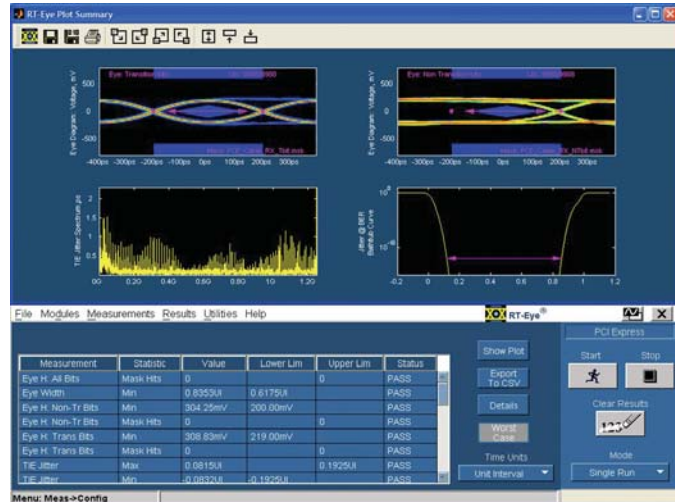 RT-Eye Plot Summary
Eye Diagram: Voltage, mV
500
0
-500
Eye: Transition
-400ps -300ps -200ps -100ps 0ps 100ps 200ps 300ps
Eye Diagram: Voltage, mV
500
0
-500
Eye: Non Transition
-400ps -300ps -200ps -100ps 0ps 100ps 200ps 300ps
TIE Jitter Spectrum, ps
2
1.5
1
0.5
0.20 0.40 0.60 0.80 1.0 1.20
Jitter @ BER
Bathtub Curve
-0.2 0 0.2 0.4 0.6 0.8 1 1.2
File Modules Measurements Results Utilities Help
RT-Eye®
Measurement Statistic Value Lower Lim Upper Lim Status
Eye H: All Bits Mask Hits 0 0 PASS
Eye Width Min 0.8353UI 0.6175UI PASS
Eye H: Non-Tr Bits Min 304.25mV 200.00mV PASS
Eye H: Non-Tr Bits Mask Hits 0 0 PASS
Eye H: Trans Bits Min 308.83mV 219.00mV PASS
Eye H: Trans Bits Mask Hits 0 0 PASS
TIE Jitter Max 0.0815UI 0.1925UI PASS
TIE Jitter Min -0.0832UI -0.1925UI PASS
Show Plot
Export To CSV
Details
Worst Case
Time Units
Unit Interval
PCI Express
Start Stop
Clear Results
123
Mode
Single Run
Menu: Meas->Config